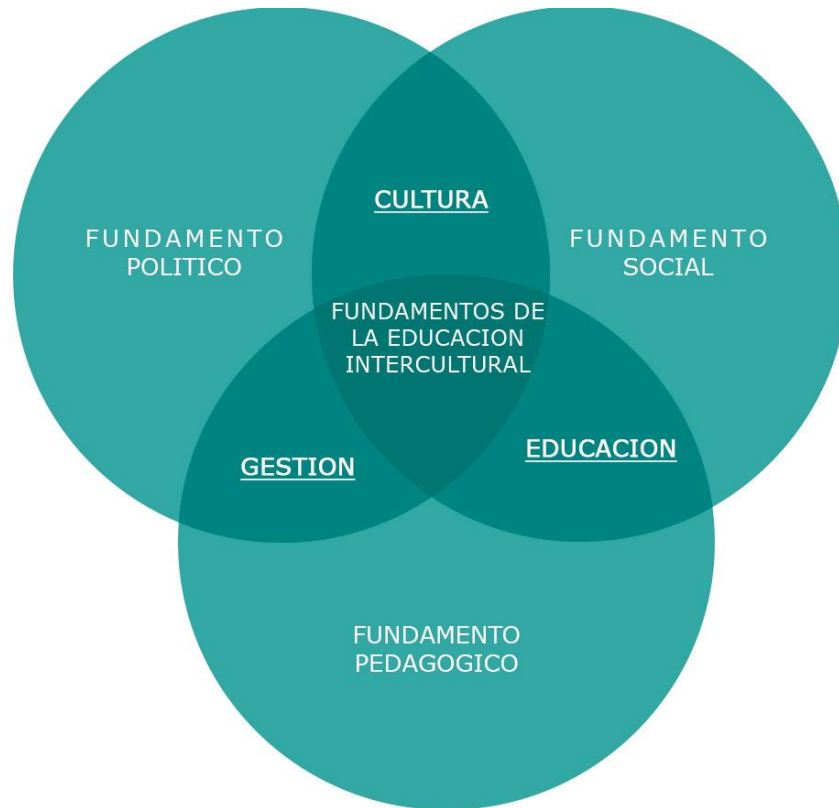 CULTURA
FUNDAMENTO
POLITICO
FUNDAMENTO
SOCIAL
FUNDAMENTOS DE
LA EDUCACION
INTERCULTURAL
GESTION
EDUCACION
FUNDAMENTO
PEDAGOGICO